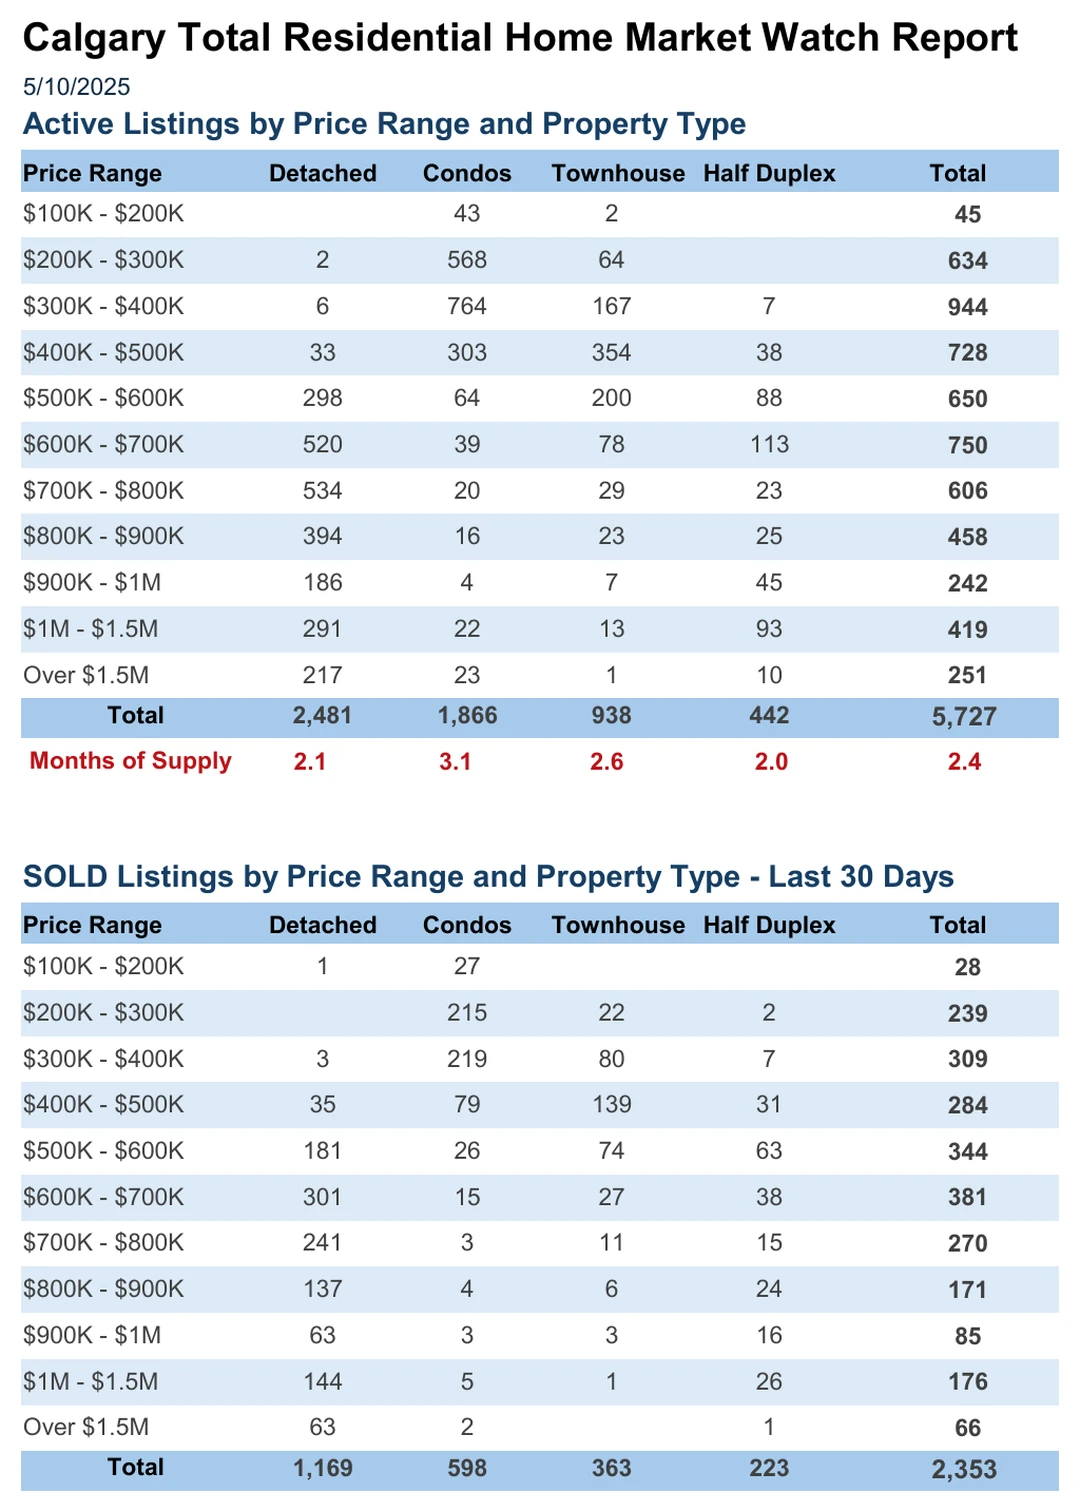 Calgary Total Residential Home Market Watch Report
5/10/2025
Active Listings by Price Range and Property Type
Price Range Detached Condos Townhouse Half Duplex Total
$100K - $200K 43 2 45
$200K - $300K 2 568 64 634
$300K - $400K 6 764 167 7 944
$400K - $500K 33 303 354 38 728
$500K - $600K 298 64 200 88 650
$600K - $700K 520 39 78 113 750
$700K - $800K 534 20 29 23 606
$800K - $900K 394 16 23 25 458
$900K - $1M 186 4 7 45 242
$1M - $1.5M 291 22 13 93 419
Over $1.5M 217 23 1 10 251
Total 2,481 1,866 938 442 5,727
Months of Supply 2.1 3.1 2.6 2.0 2.4
SOLD Listings by Price Range and Property Type - Last 30 Days
Price Range Detached Condos Townhouse Half Duplex Total
$100K - $200K 1 27 28
$200K - $300K 215 22 2 239
$300K - $400K 3 219 80 7 309
$400K - $500K 35 79 139 31 284
$500K - $600K 181 26 74 63 344
$600K - $700K 301 15 27 38 381
$700K - $800K 241 3 11 15 270
$800K - $900K 137 4 6 24 171
$900K - $1M 63 3 3 16 85
$1M - $1.5M 144 5 1 26 176
Over $1.5M 63 2 1 66
Total 1,169 598 363 223 2,353